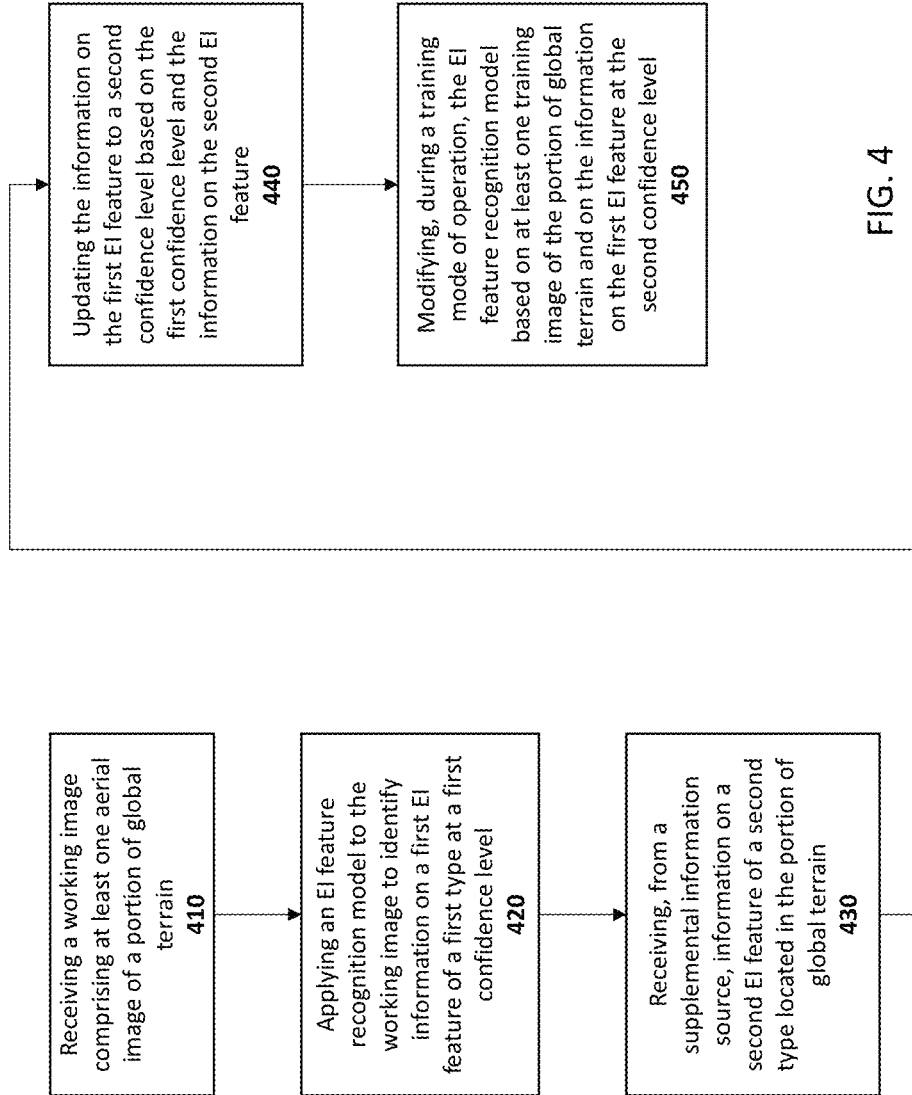 Receiving a working image
comprising at least one aerial
image of a portion of global
terrain
410
Applying an EI feature
recognition model to the
working image to identify
information on a first EI
feature of a first type at a first
confidence level
420
Receiving, from a
supplemental information
source, information on a
second EI feature of a second
type located in the portion of
global terrain
430
Updating the information on
the first EI feature to a second
confidence level based on the
first confidence level and the
information on the second EI
feature
440
Modifying, during a training
mode of operation, the EI
feature recognition model
based on at least one training
image of the portion of global
terrain and on the information
on the first EI feature at the
second confidence level
450
FIG. 4